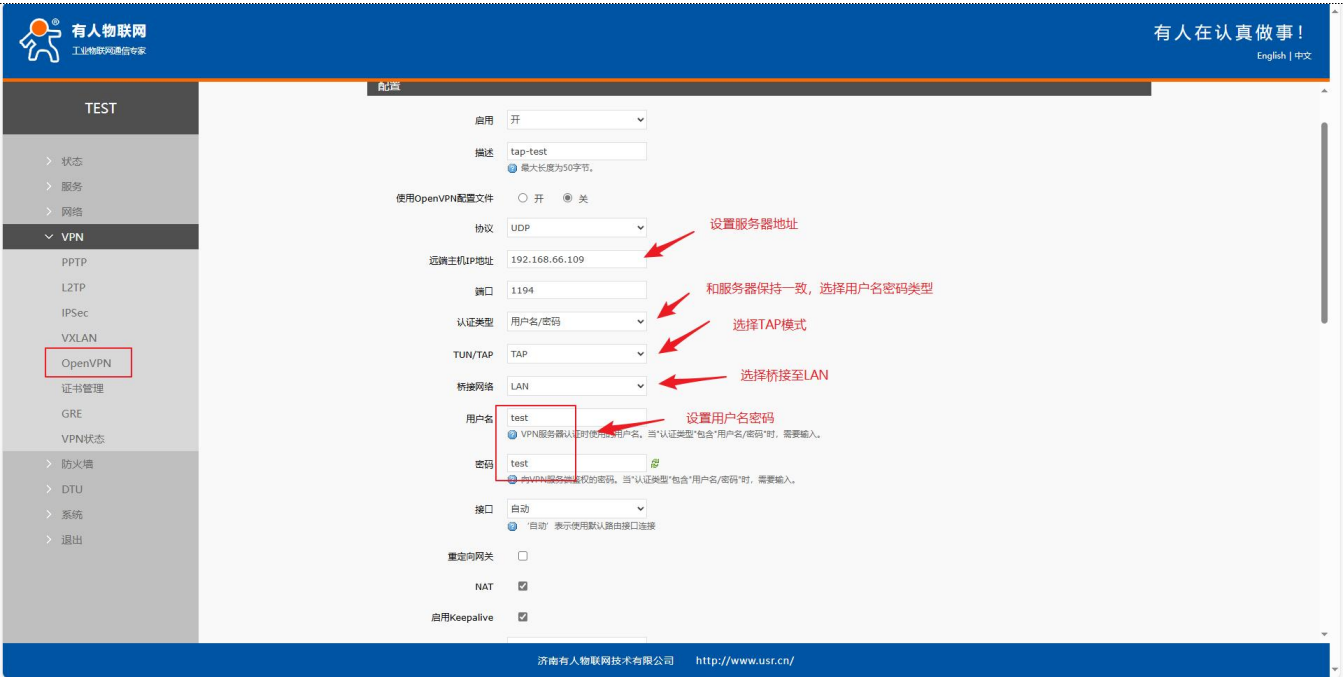 有人物联网
工业物联网通信专家
有人在认真做事！
English | 中文
TEST
状态
服务
网络
VPN
PPTP
L2TP
IPSec
VXLAN
OpenVPN
证书管理
GRE
VPN状态
防火墙
DTU
系统
退出
配置
启用 开
描述 tap-test
最大长度为50字节。
使用OpenVPN配置文件 开 关
协议 UDP
设置服务器地址
远端主机IP地址 192.168.66.109
端口 1194
和服务器保持一致，选择用户名密码类型
认证类型 用户名/密码
选择TAP模式
TUN/TAP TAP
选择桥接至LAN
桥接网络 LAN
用户名 test
设置用户名密码
VPN服务器认证时使用的用户名。当"认证类型"包含"用户名/密码"时，需要输入。
密码 test
向VPN服务端鉴权的密码。当"认证类型"包含"用户名/密码"时，需要输入。
接口 自动
'自动' 表示使用默认路由接口连接
重定向网关
NAT
启用Keepalive
济南有人物联网技术有限公司 http://www.usr.cn/